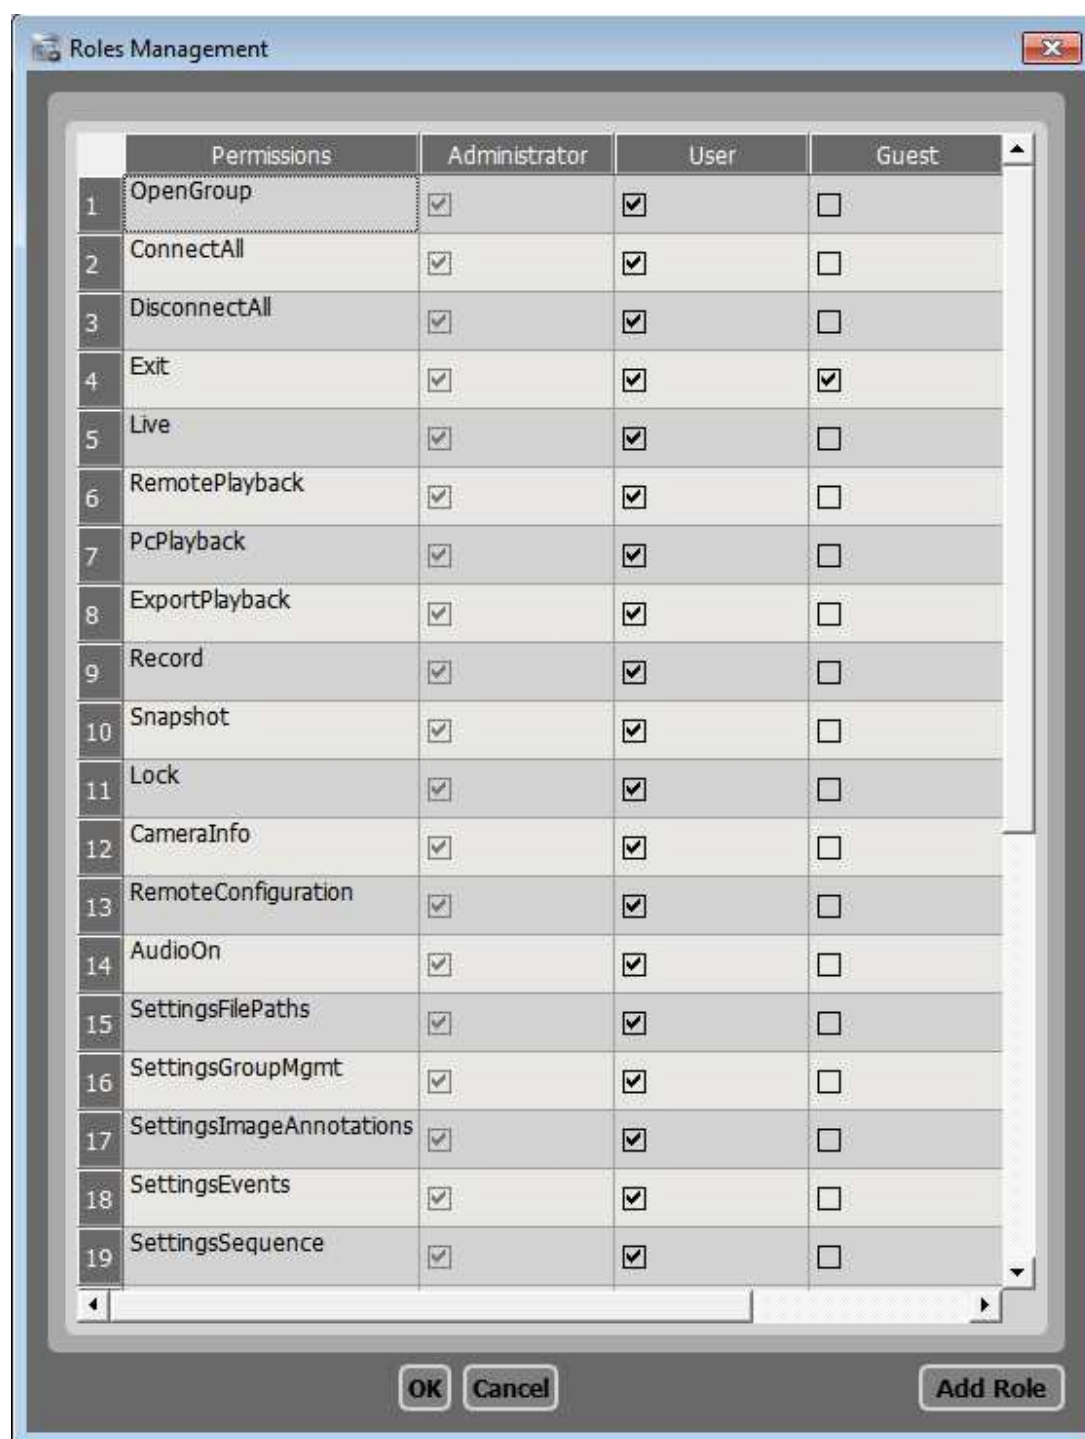 Roles Management
Permissions Administrator User Guest
1 OpenGroup
2 ConnectAll
3 DisconnectAll
4 Exit
5 Live
6 RemotePlayback
7 PcPlayback
8 ExportPlayback
9 Record
10 Snapshot
11 Lock
12 CameraInfo
13 RemoteConfiguration
14 AudioOn
15 SettingsFilePaths
16 SettingsGroupMgmt
17 SettingsImageAnnotations
18 SettingsEvents
19 SettingsSequence
OK Cancel Add Role